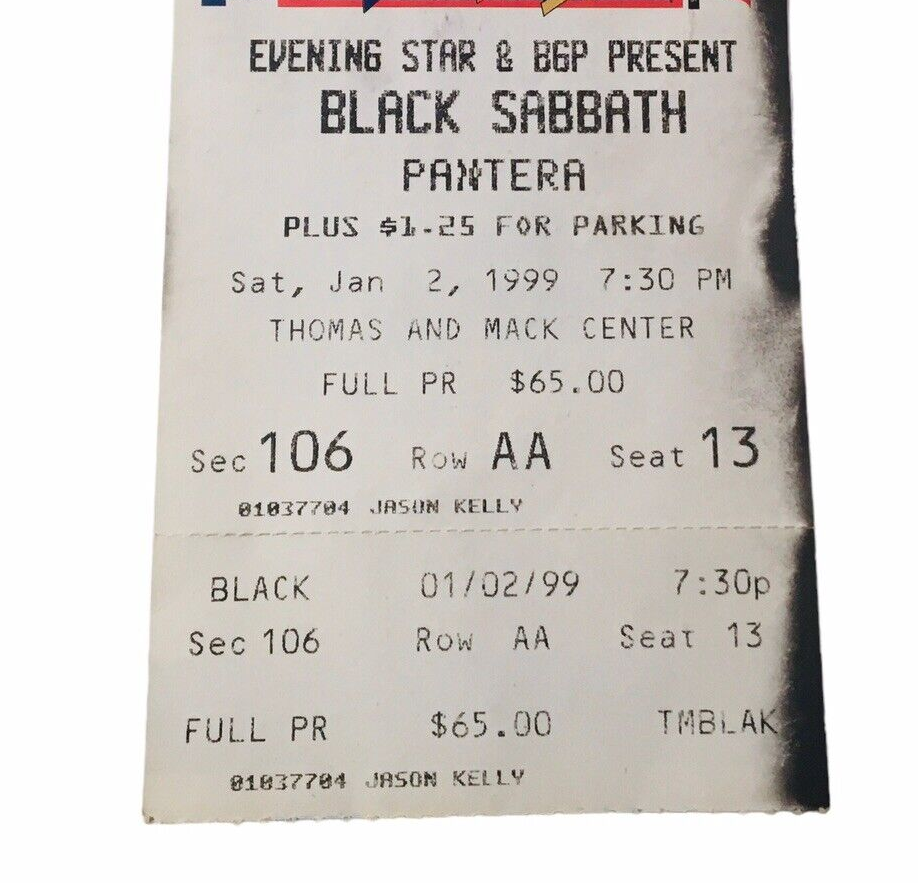 EVENING STAR & BGP PRESENT
BLACK SABBATH
PANTERA
PLUS $1.25 FOR PARKING
Sat, Jan 2, 1999 7:30 PM
THOMAS AND MACK CENTER
FULL PR $65.00
Sec 106 Row AA Seat 13
01037704 JASON KELLY
BLACK 01/02/99 7:30p
Sec 106 Row AA Seat 13
FULL PR $65.00 TMBLAK
01037704 JASON KELLY